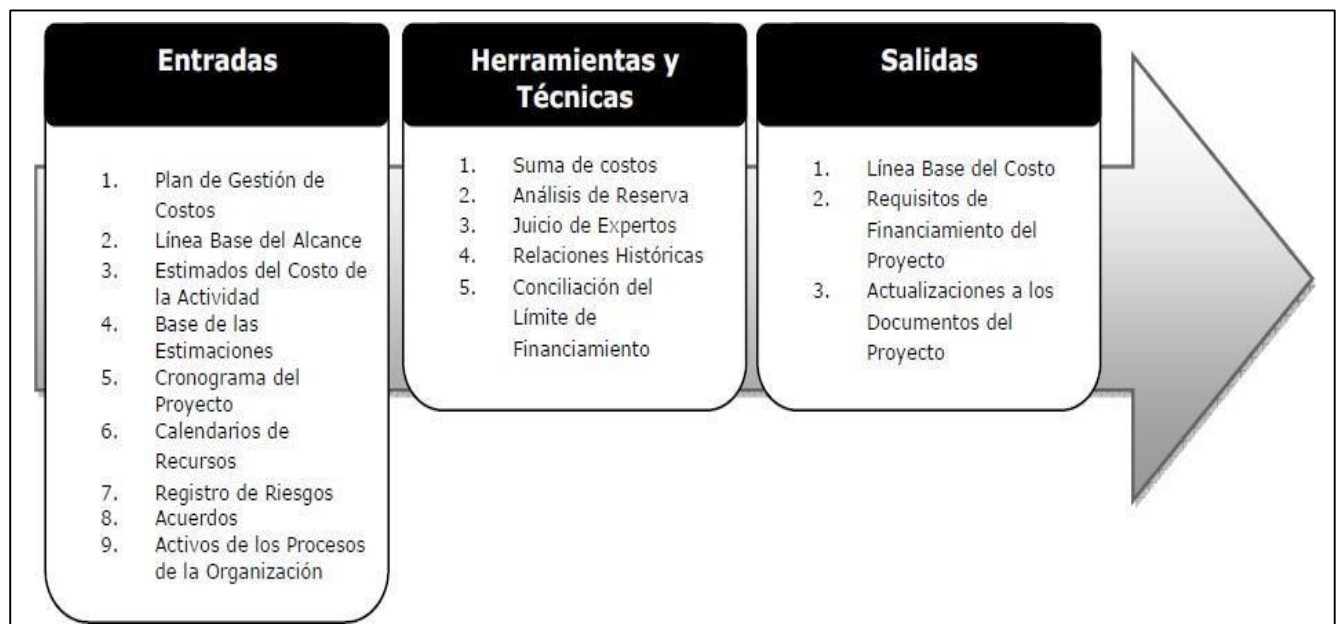 Entradas
1. Plan de Gestión de
Costos
2. Línea Base del Alcance
3. Estimados del Costo de
la Actividad
4. Base de las
Estimaciones
5. Cronograma del
Proyecto
6. Calendarios de
Recursos
7. Registro de Riesgos
8. Acuerdos
9. Activos de los Procesos
de la Organización
Herramientas y
Técnicas
1. Suma de costos
2. Análisis de Reserva
3. Juicio de Expertos
4. Relaciones Históricas
5. Conciliación del
Límite de
Financiamiento
Salidas
1. Línea Base del Costo
2. Requisitos de
Financiamiento del
Proyecto
3. Actualizaciones a los
Documentos del
Proyecto